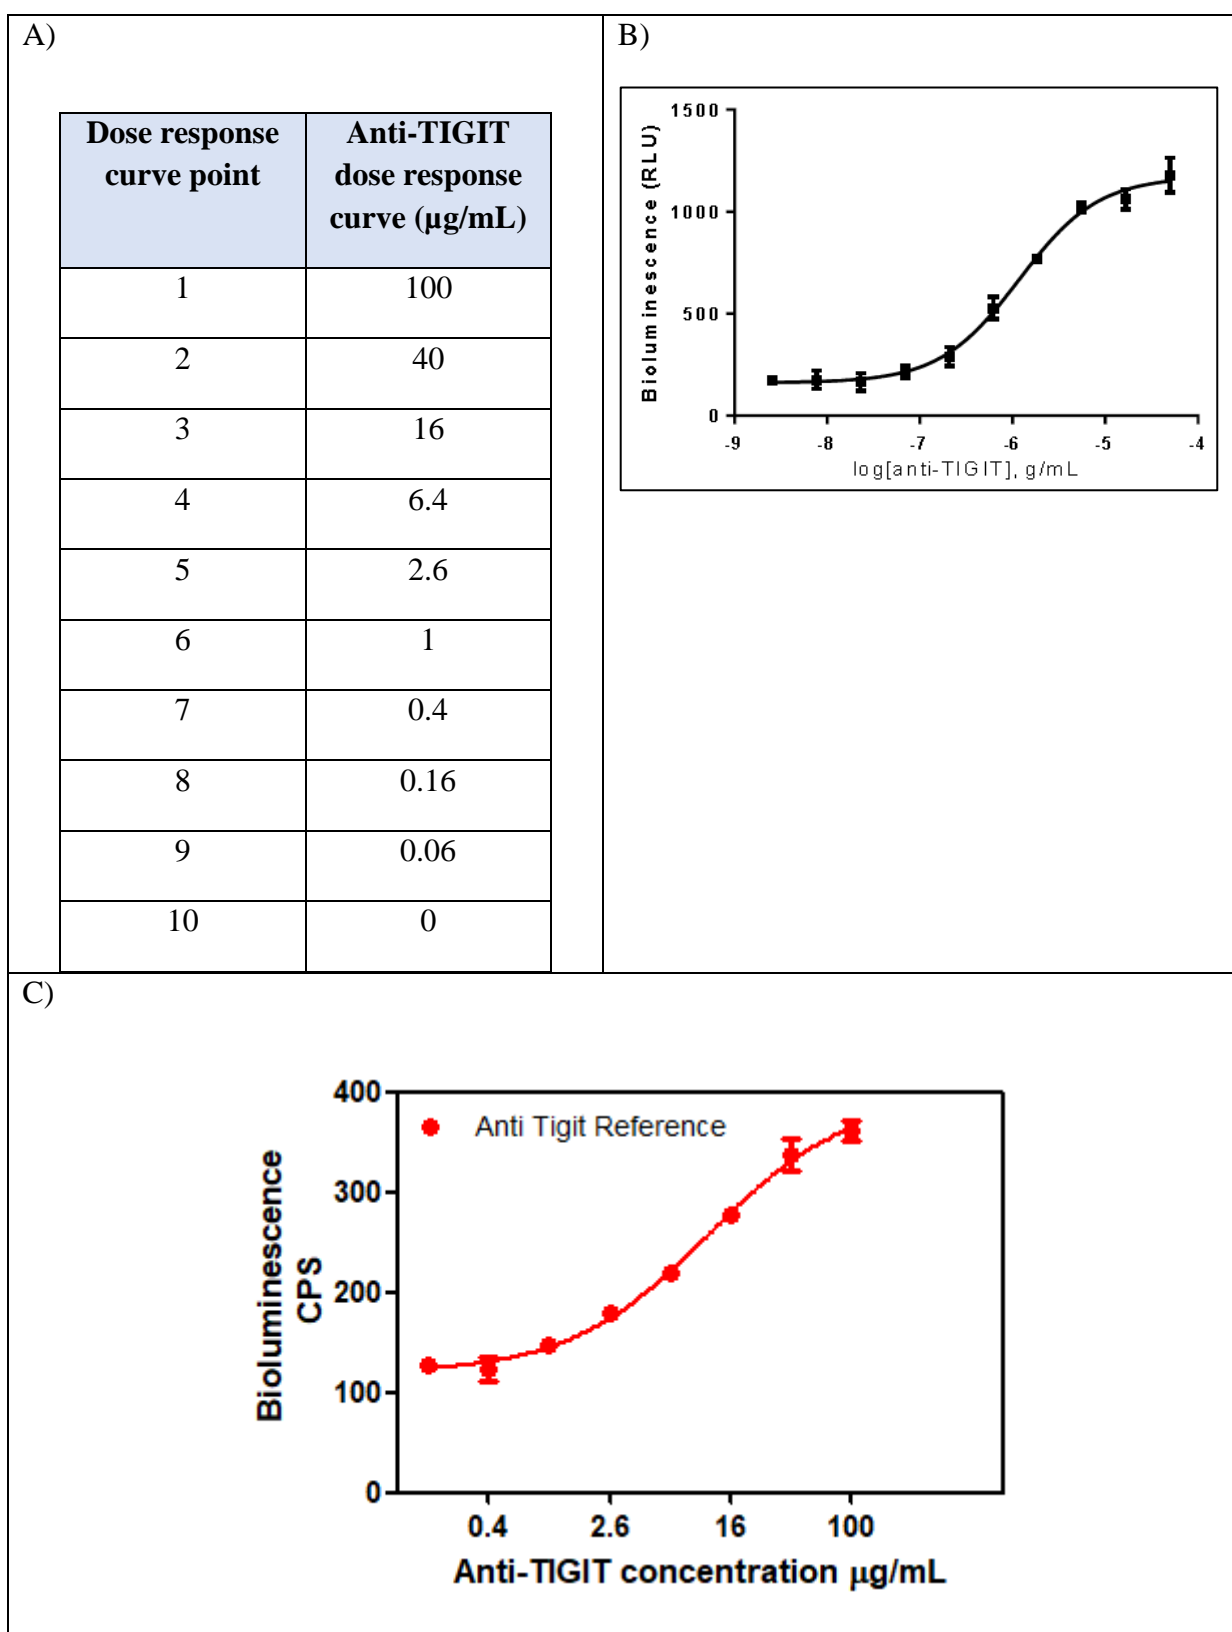 A)
Dose response
curve point
Anti-TIGIT
dose response
curve (µg/mL)
1
100
2
40
3
16
4
6.4
5
2.6
6
1
7
0.4
8
0.16
9
0.06
10
0
B)
Bioluminescence (RLU)
1500
1000
500
0
-9
-8
-7
-6
-5
-4
log[anti-TIGIT], g/mL
C)
Bioluminescence
CPS
400
300
200
100
0
Anti Tigit Reference
0.4
2.6
16
100
Anti-TIGIT concentration µg/mL